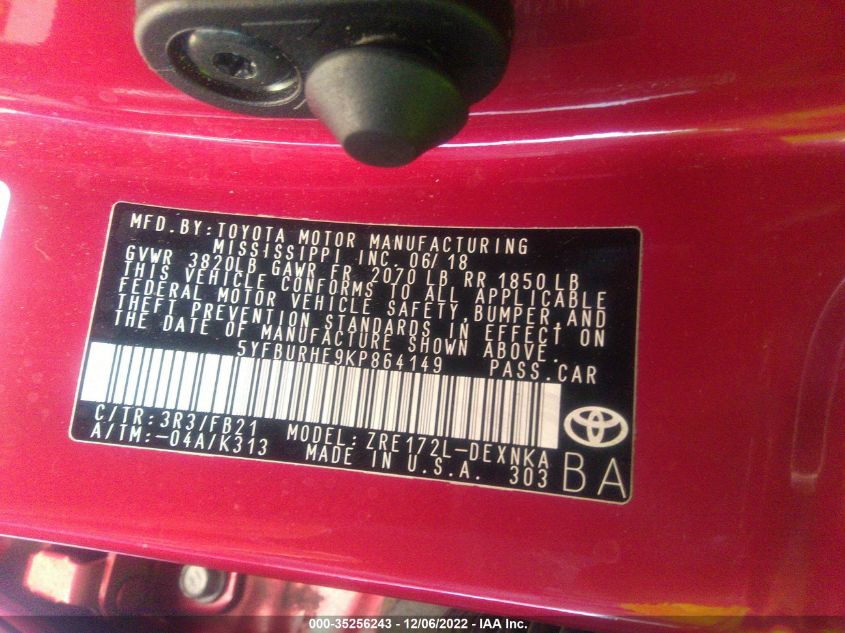 MFD.BY:TOYOTA MOTOR MANUFACTURING
MISSISSIPPI INC. 06/18
GVWR 3820LB GAWR FR 2070 LB RR 1850 LB
THIS VEHICLE CONFORMS TO ALL APPLICABLE
FEDERAL MOTOR VEHICLE SAFETY,BUMPER,AND
THEFT PREVENTION STANDARDS IN EFFECT ON
THE DATE OF MANUFACTURE SHOWN ABOVE.
5YFBURHE9KP864149 PASS.CAR
C/TR:3R3/FB21 MODEL: ZRE172L-DEXNKA
A/TM:-04A/K313 MADE IN U.S.A. 303
BA
000-35256243 - 12/06/2022 - IAA Inc.